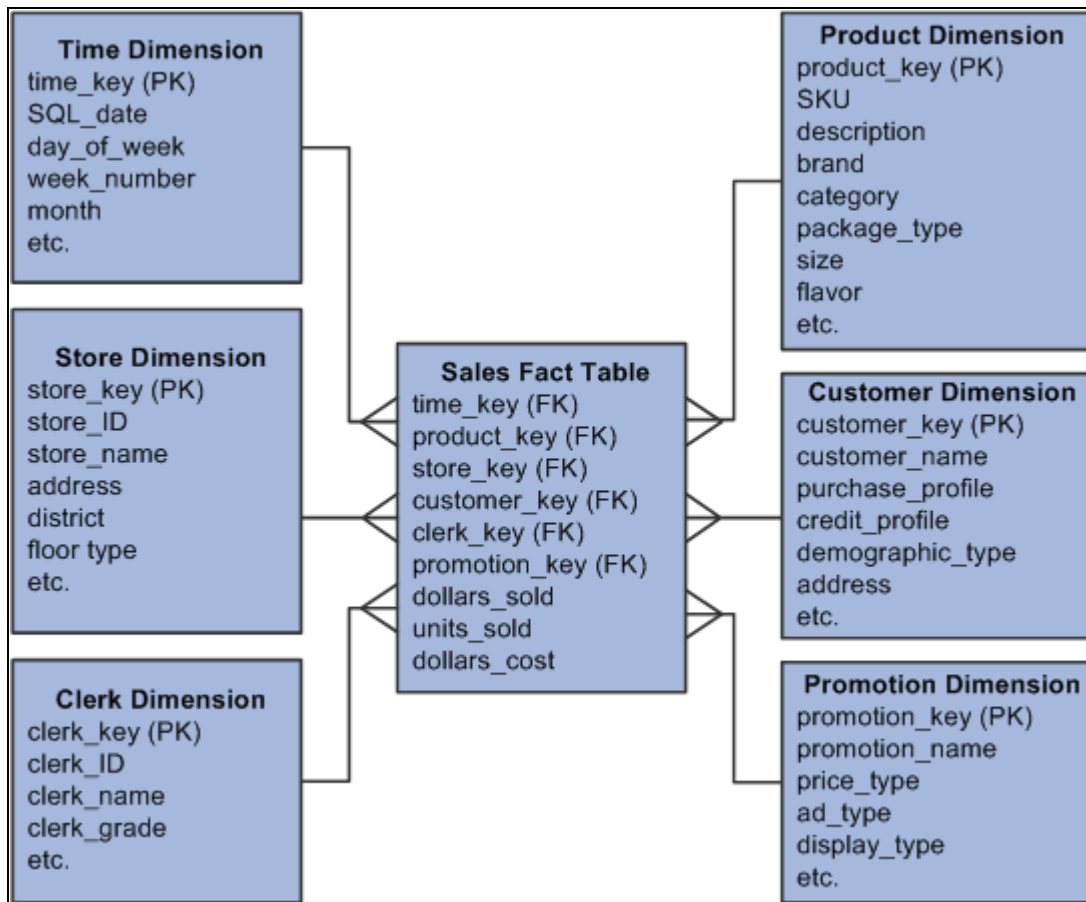 Time Dimension
time_key (PK)
SQL_date
day_of_week
week_number
month
etc.
Store Dimension
store_key (PK)
store_ID
store_name
address
district
floor type
etc.
Clerk Dimension
clerk_key (PK)
clerk_ID
clerk_name
clerk_grade
etc.
Sales Fact Table
time_key (FK)
product_key (FK)
store_key (FK)
customer_key (FK)
clerk_key (FK)
promotion_key (FK)
dollars_sold
units_sold
dollars_cost
Product Dimension
product_key (PK)
SKU
description
brand
category
package_type
size
flavor
etc.
Customer Dimension
customer_key (PK)
customer_name
purchase_profile
credit_profile
demographic_type
address
etc.
Promotion Dimension
promotion_key (PK)
promotion_name
price_type
ad_type
display_type
etc.